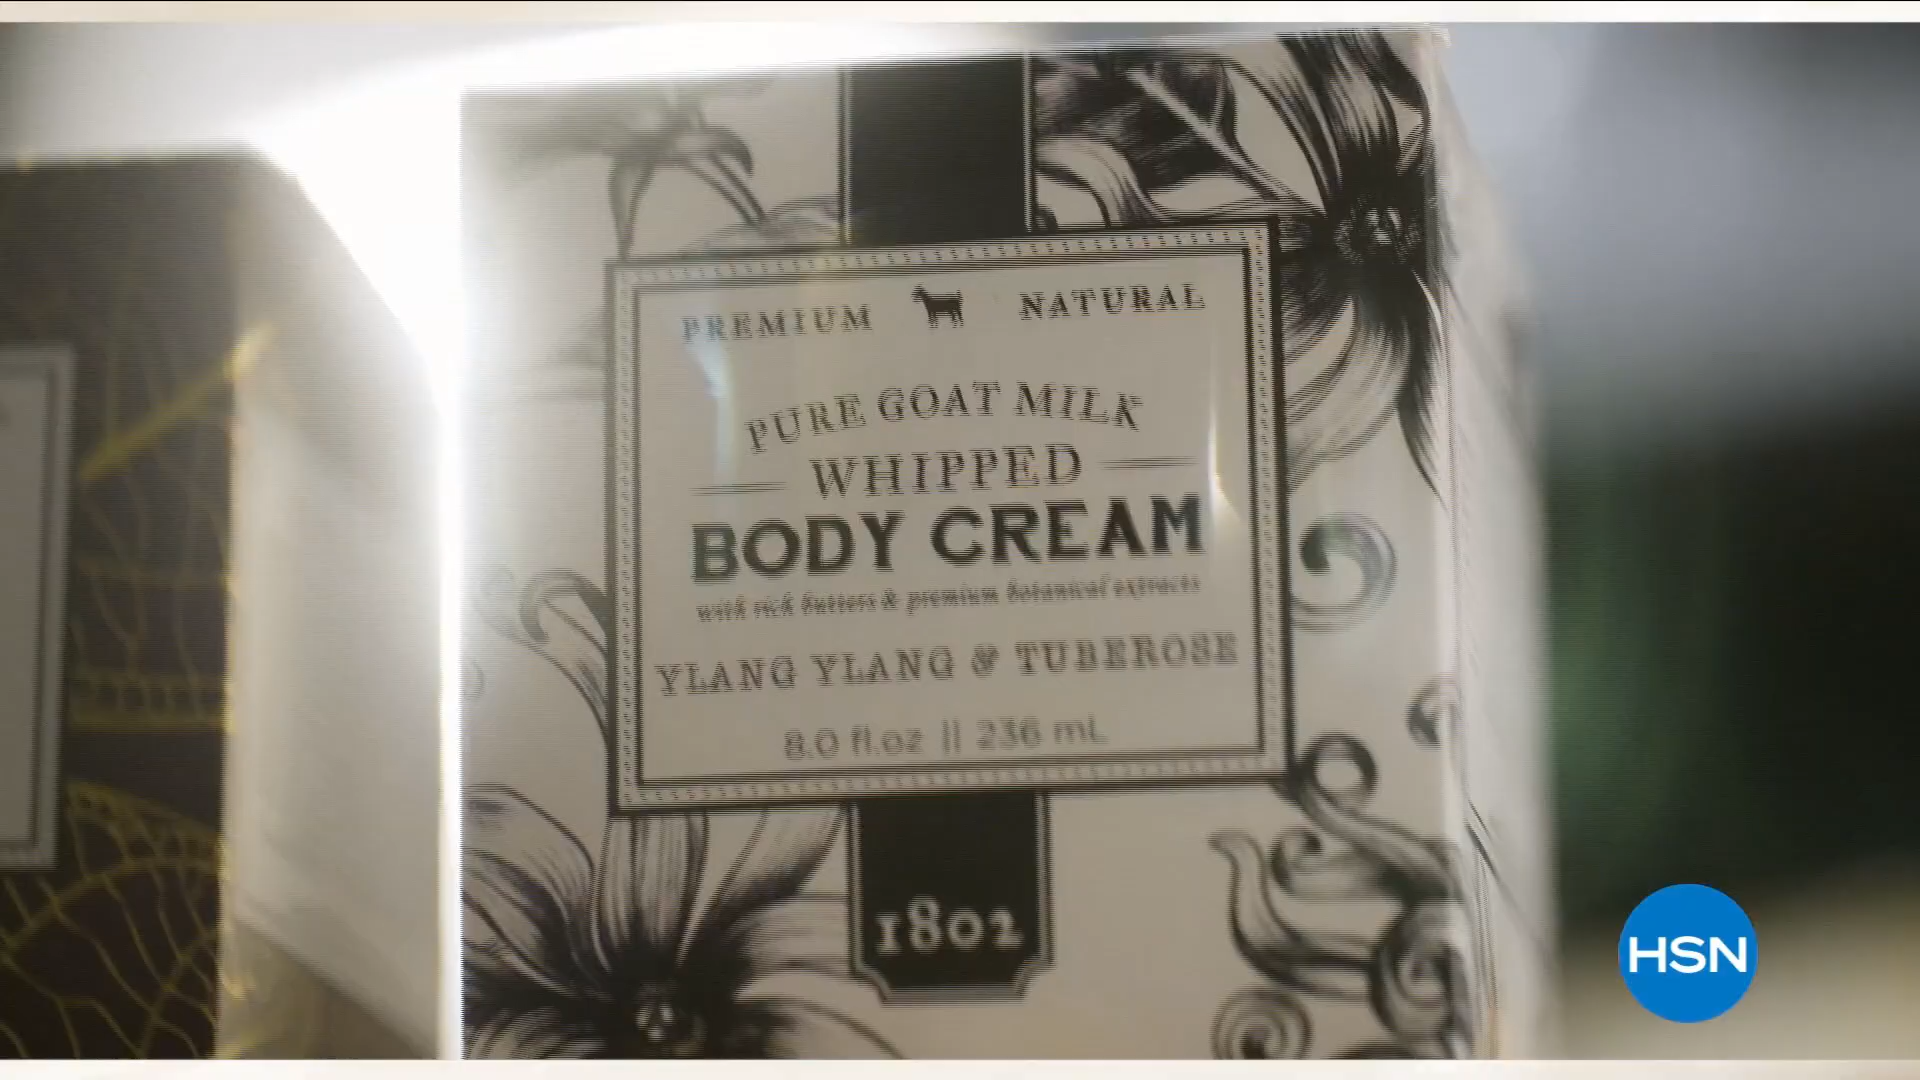 PREMIUM NATURAL
PURE GOAT MILK
WHIPPED
BODY CREAM
with rich butters & premium botanical extracts
YLANG YLANG & TUBEROSE
8.0 fl.oz || 236 mL
1802
HSN